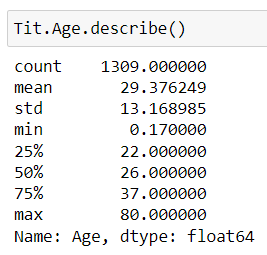 Tit.Age.describe()
count    1309.000000
mean       29.376249
std        13.168985
min         0.170000
25%        22.000000
50%        26.000000
75%        37.000000
max        80.000000
Name: Age, dtype: float64